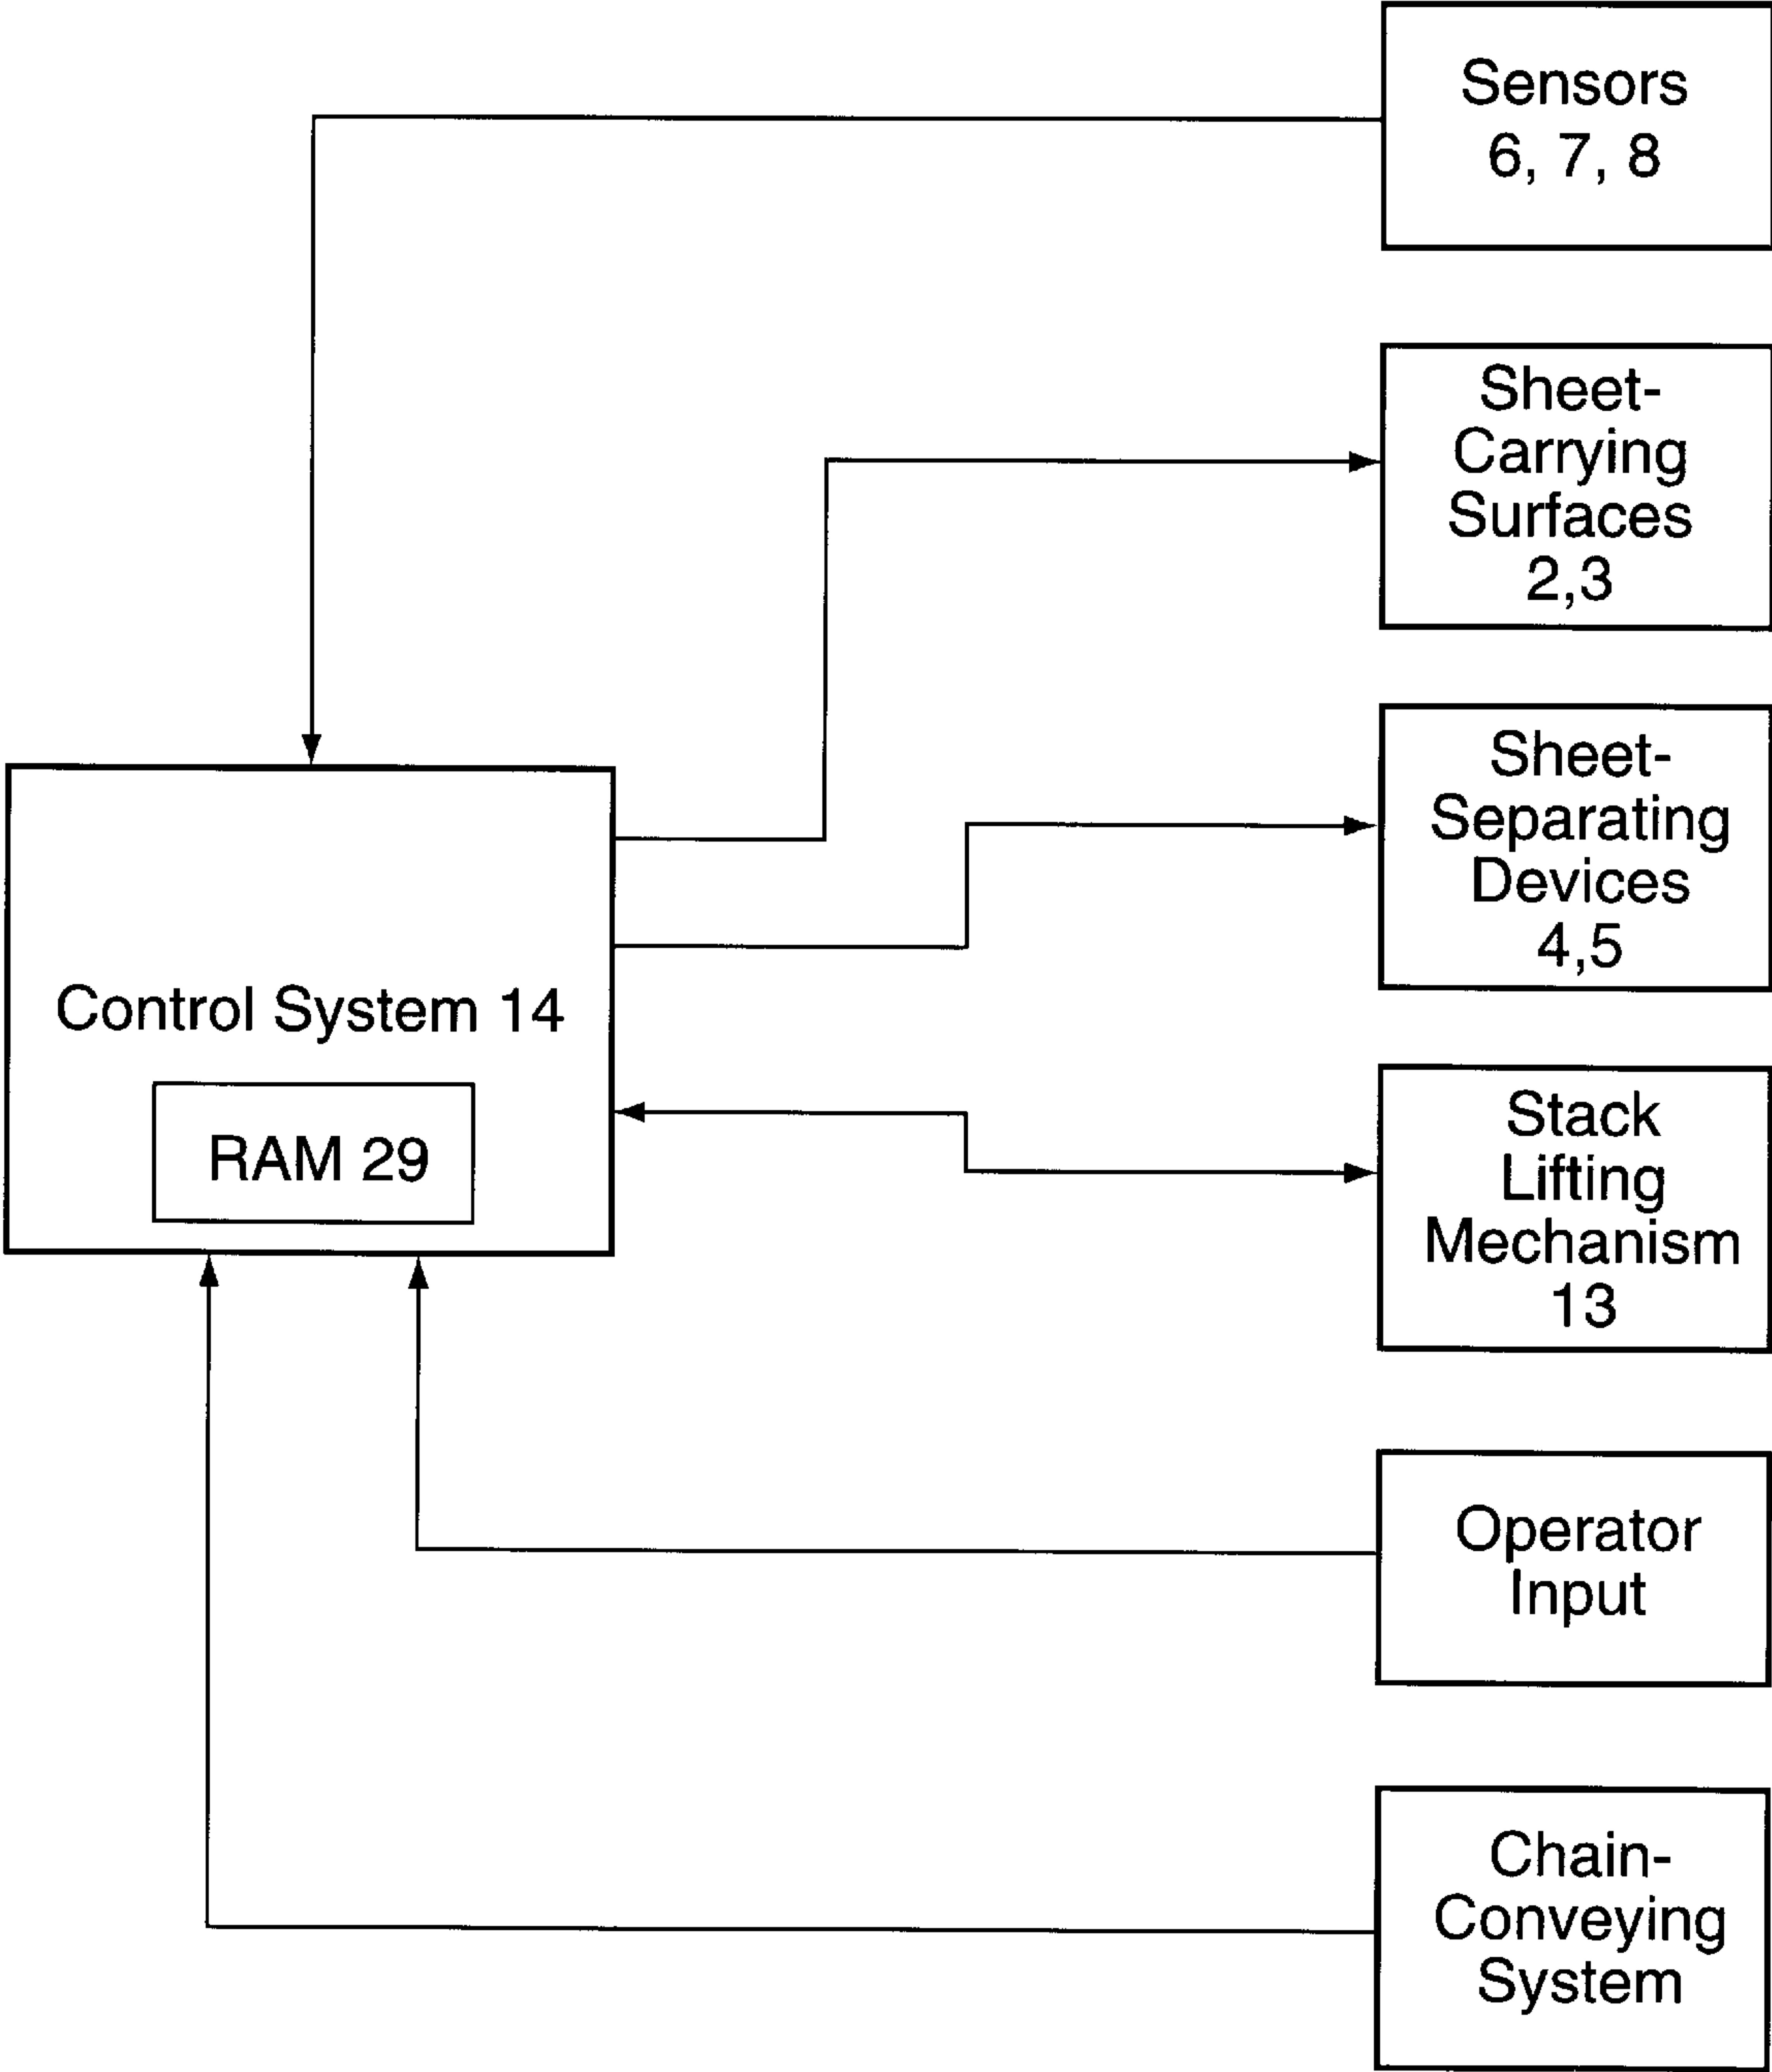 Sensors
6, 7, 8
Sheet-
Carrying
Surfaces
2,3
Sheet-
Separating
Devices
4,5
Control System 14
RAM 29
Stack
Lifting
Mechanism
13
Operator
Input
Chain-
Conveying
System